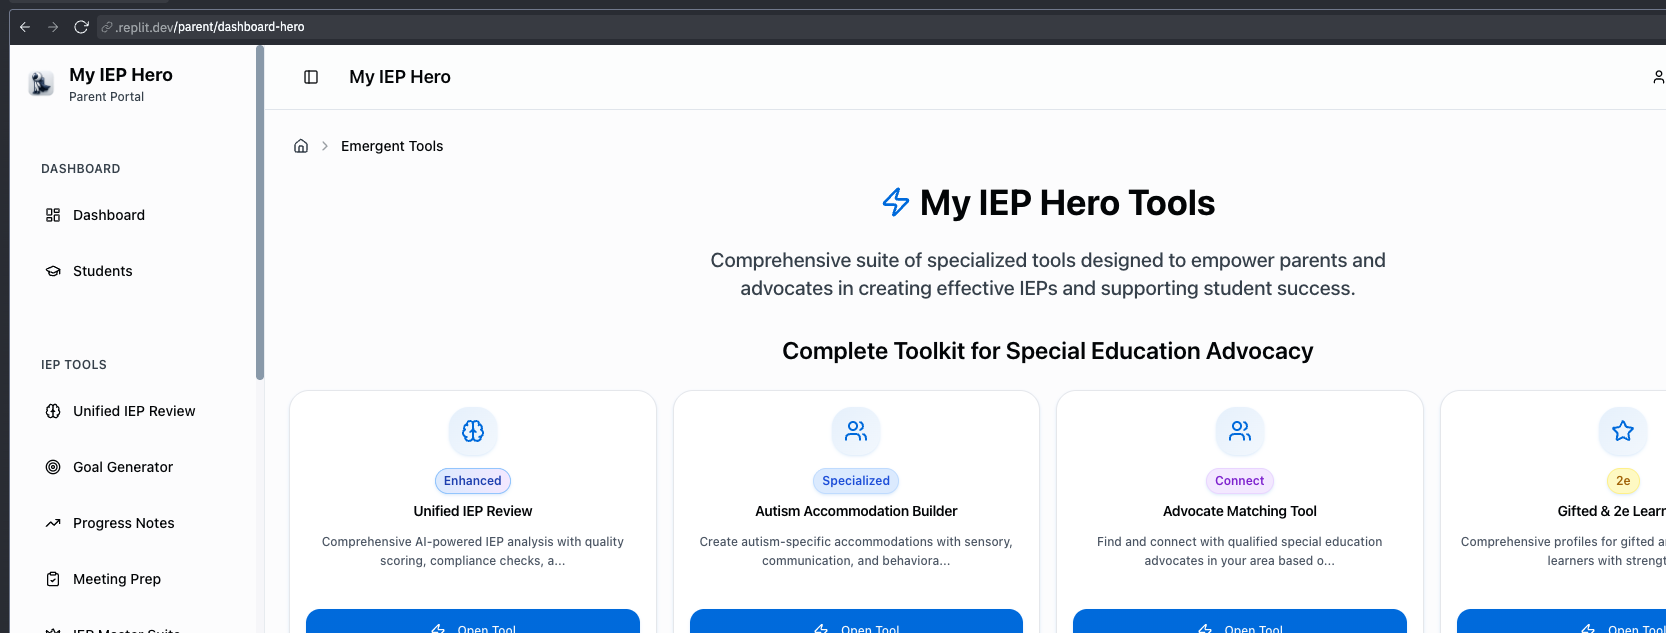 .replit.dev/parent/dashboard-hero
My IEP Hero
Parent Portal
DASHBOARD
Dashboard
Students
IEP TOOLS
Unified IEP Review
Goal Generator
Progress Notes
Meeting Prep
IEP Master Suite
My IEP Hero
Emergent Tools
My IEP Hero Tools
Comprehensive suite of specialized tools designed to empower parents and
advocates in creating effective IEPs and supporting student success.
Complete Toolkit for Special Education Advocacy
Enhanced
Unified IEP Review
Comprehensive AI-powered IEP analysis with quality
scoring, compliance checks, a...
Open Tool
Specialized
Autism Accommodation Builder
Create autism-specific accommodations with sensory,
communication, and behaviora...
Open Tool
Connect
Advocate Matching Tool
Find and connect with qualified special education
advocates in your area based o...
Open Tool
2e
Gifted & 2e Learn
Comprehensive profiles for gifted a
learners with strengt
Open Tool